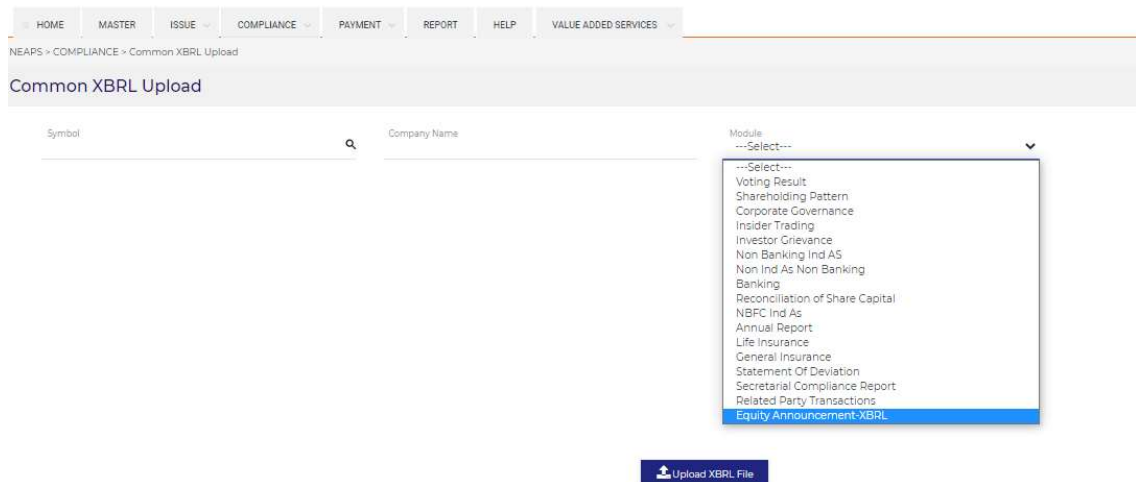 HOME MASTER ISSUE COMPLIANCE PAYMENT REPORT HELP VALUE ADDED SERVICES
NEAPS > COMPLIANCE > Common XBRL Upload
Common XBRL Upload
Symbol
Company Name
Module
---Select---
---Select---
Voting Result
Shareholding Pattern
Corporate Governance
Insider Trading
Investor Grievance
Non Banking Ind AS
Non Ind As Non Banking
Banking
Reconciliation of Share Capital
NBFC Ind As
Annual Report
Life Insurance
General Insurance
Statement Of Deviation
Secretarial Compliance Report
Related Party Transactions
Equity Announcement-XBRL
Upload XBRL File